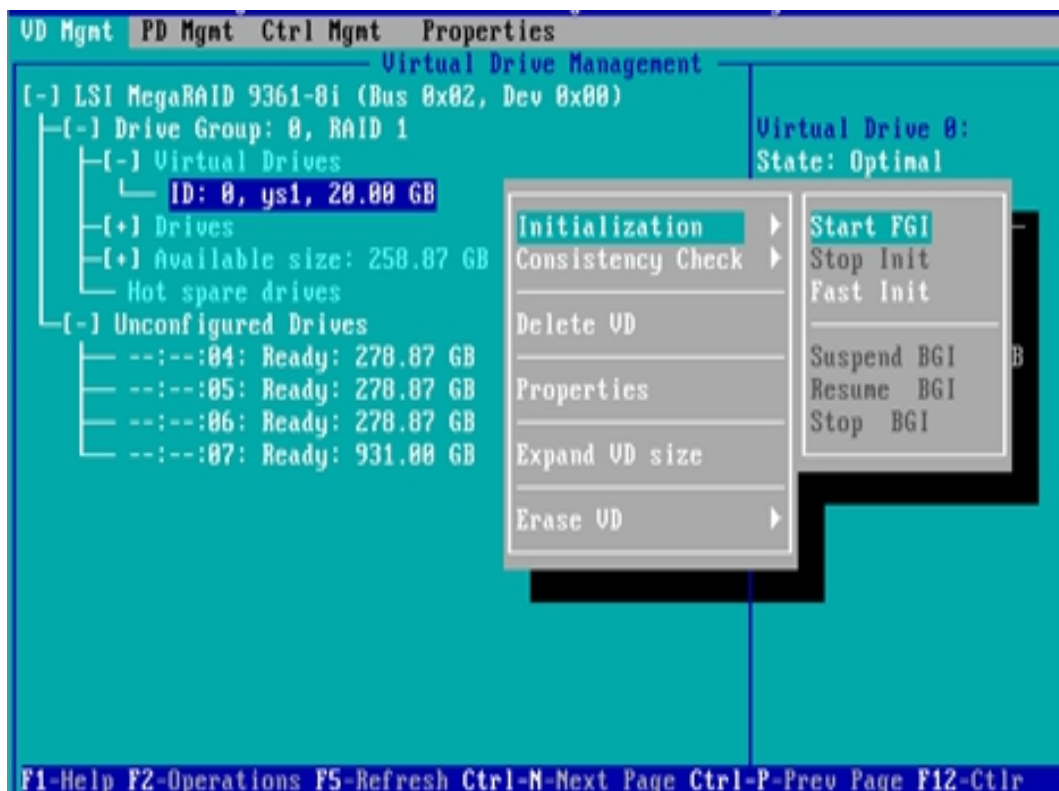 VD Mgmt PD Mgmt Ctrl Mgmt Properties
Virtual Drive Management
[-] LSI MegaRAID 9361-8i (Bus 0x02, Dev 0x00)
[-] Drive Group: 0, RAID 1
[-] Virtual Drives
ID: 0, ys1, 20.00 GB
[+] Drives
[+] Available size: 258.87 GB
Hot spare drives
[-] Unconfigured Drives
--:--:04: Ready: 278.87 GB
--:--:05: Ready: 278.87 GB
--:--:06: Ready: 278.87 GB
--:--:07: Ready: 931.00 GB
Virtual Drive 0:
State: Optimal
Initialization
Consistency Check
Delete VD
Properties
Expand VD size
Erase VD
Start FGI
Stop Init
Fast Init
Suspend BGI
Resume BGI
Stop BGI
B
F1-Help F2-Operations F5-Refresh Ctrl-N-Next Page Ctrl-P-Prev Page F12-Ctlr